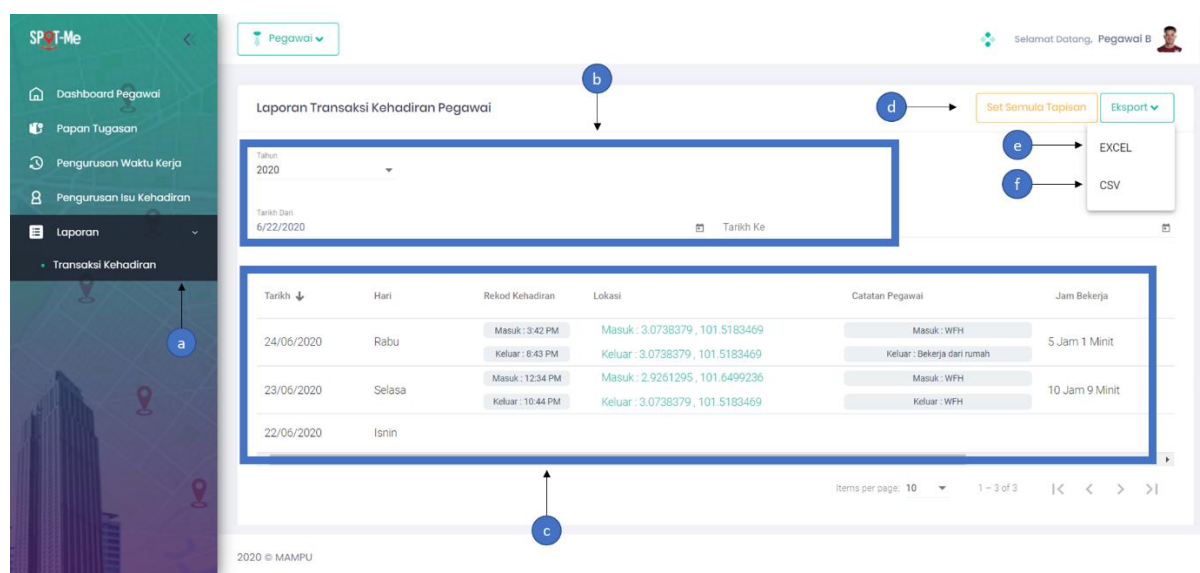 SPOT-Me
Pegawai
Selamat Datang, Pegawai B
Dashboard Pegawai
Papan Tugasan
Pengurusan Waktu Kerja
Pengurusan Isu Kehadiran
Laporan
Transaksi Kehadiran
a
b
Laporan Transaksi Kehadiran Pegawai
d
Set Semula Tapisan
Eksport
e
EXCEL
f
CSV
Tahun
2020
Tarikh Dari
6/22/2020
Tarikh Ke
Tarikh Hari Rekod Kehadiran Lokasi Catatan Pegawai Jam Bekerja
24/06/2020 Rabu Masuk : 3:42 PM Masuk : 3.0738379 , 101.5183469 Masuk : WFH 5 Jam 1 Minit
Keluar : 8:43 PM Keluar : 3.0738379 , 101.5183469 Keluar : Bekerja dari rumah
23/06/2020 Selasa Masuk : 12:34 PM Masuk : 2.9261295 , 101.6499236 Masuk : WFH 10 Jam 9 Minit
Keluar : 10:44 PM Keluar : 3.0738379 , 101.5183469 Keluar : WFH
22/06/2020 Isnin
Items per page: 10 1 – 3 of 3
c
2020 © MAMPU